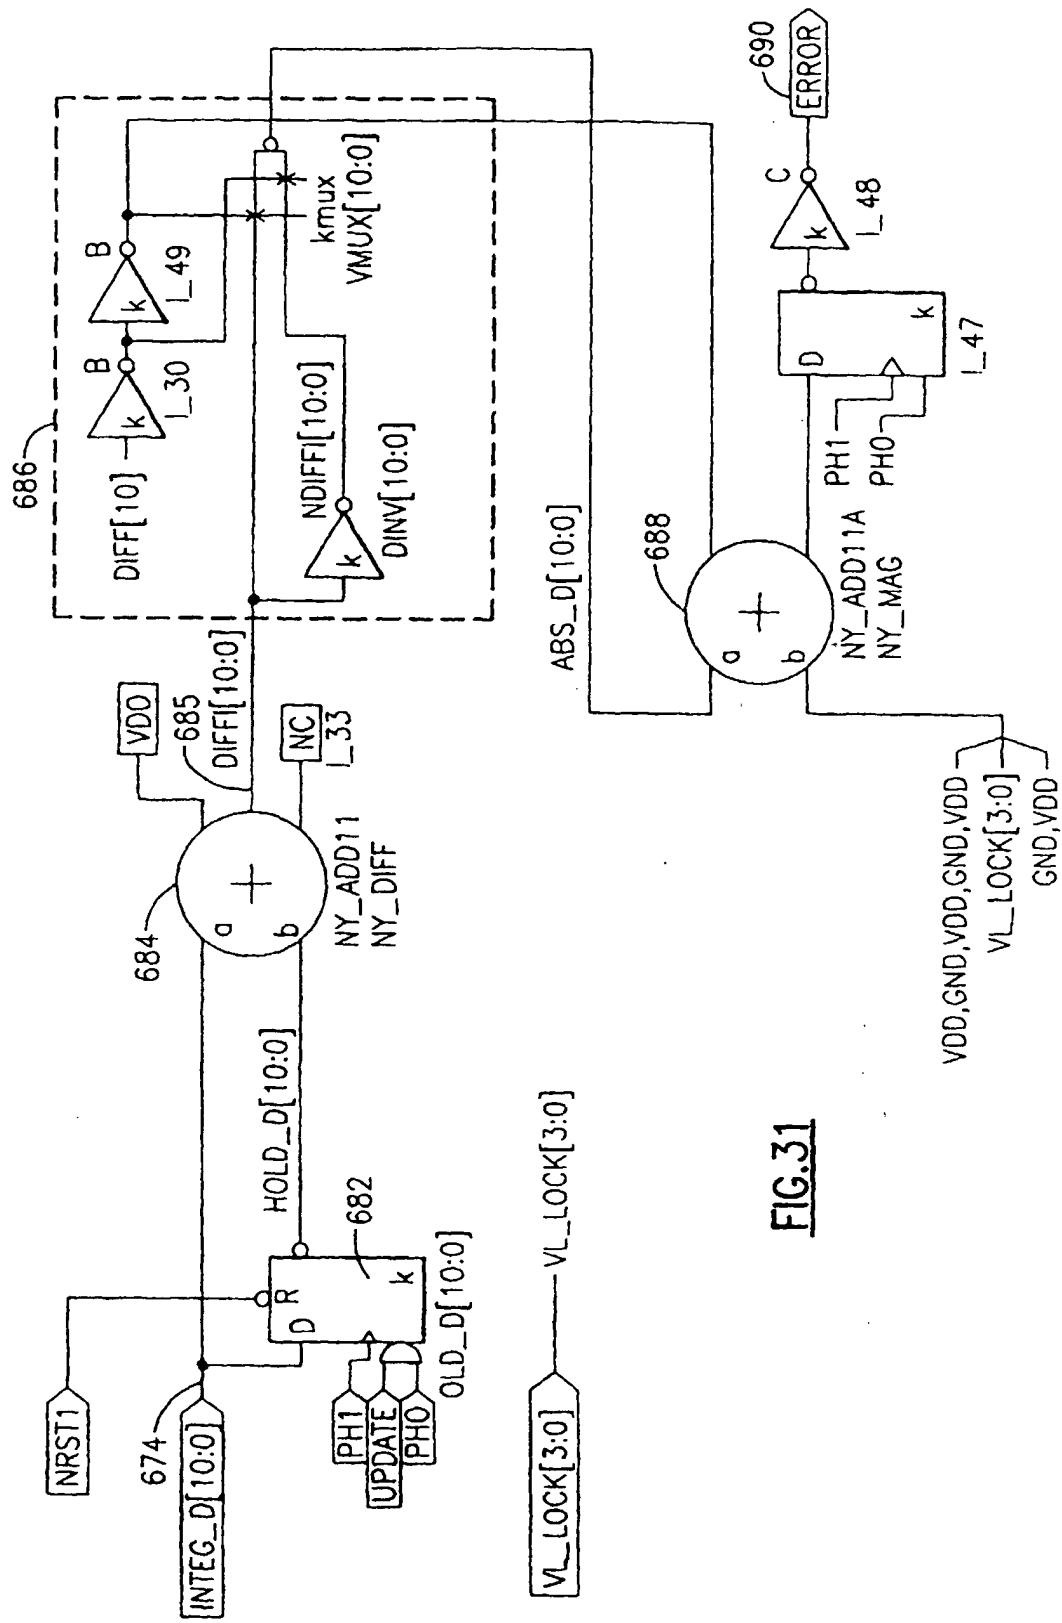 NRST1
674
INTEG_D[10:0]
D
R
682
k
PH1
UPDATE
PH0
OLD_D[10:0]
HOLD_D[10:0]
VL_LOCK[3:0]
VL_LOCK[3:0]
684
a
b
+
NY_ADD11
NY_DIFF
VDD
685
DIFFI[10:0]
NC
I_33
686
DIFF[10]
k
B
I_30
k
B
I_49
NDIFFI[10:0]
k
DINV[10:0]
kmux
VMUX[10:0]
ABS_D[10:0]
688
a
b
+
NY_ADD11A
NY_MAG
VDD,GND,VDD,GND,VDD
VL_LOCK[3:0]
GND,VDD
PH1
PH0
D
k
I_47
k
C
I_48
690
ERROR
FIG.31